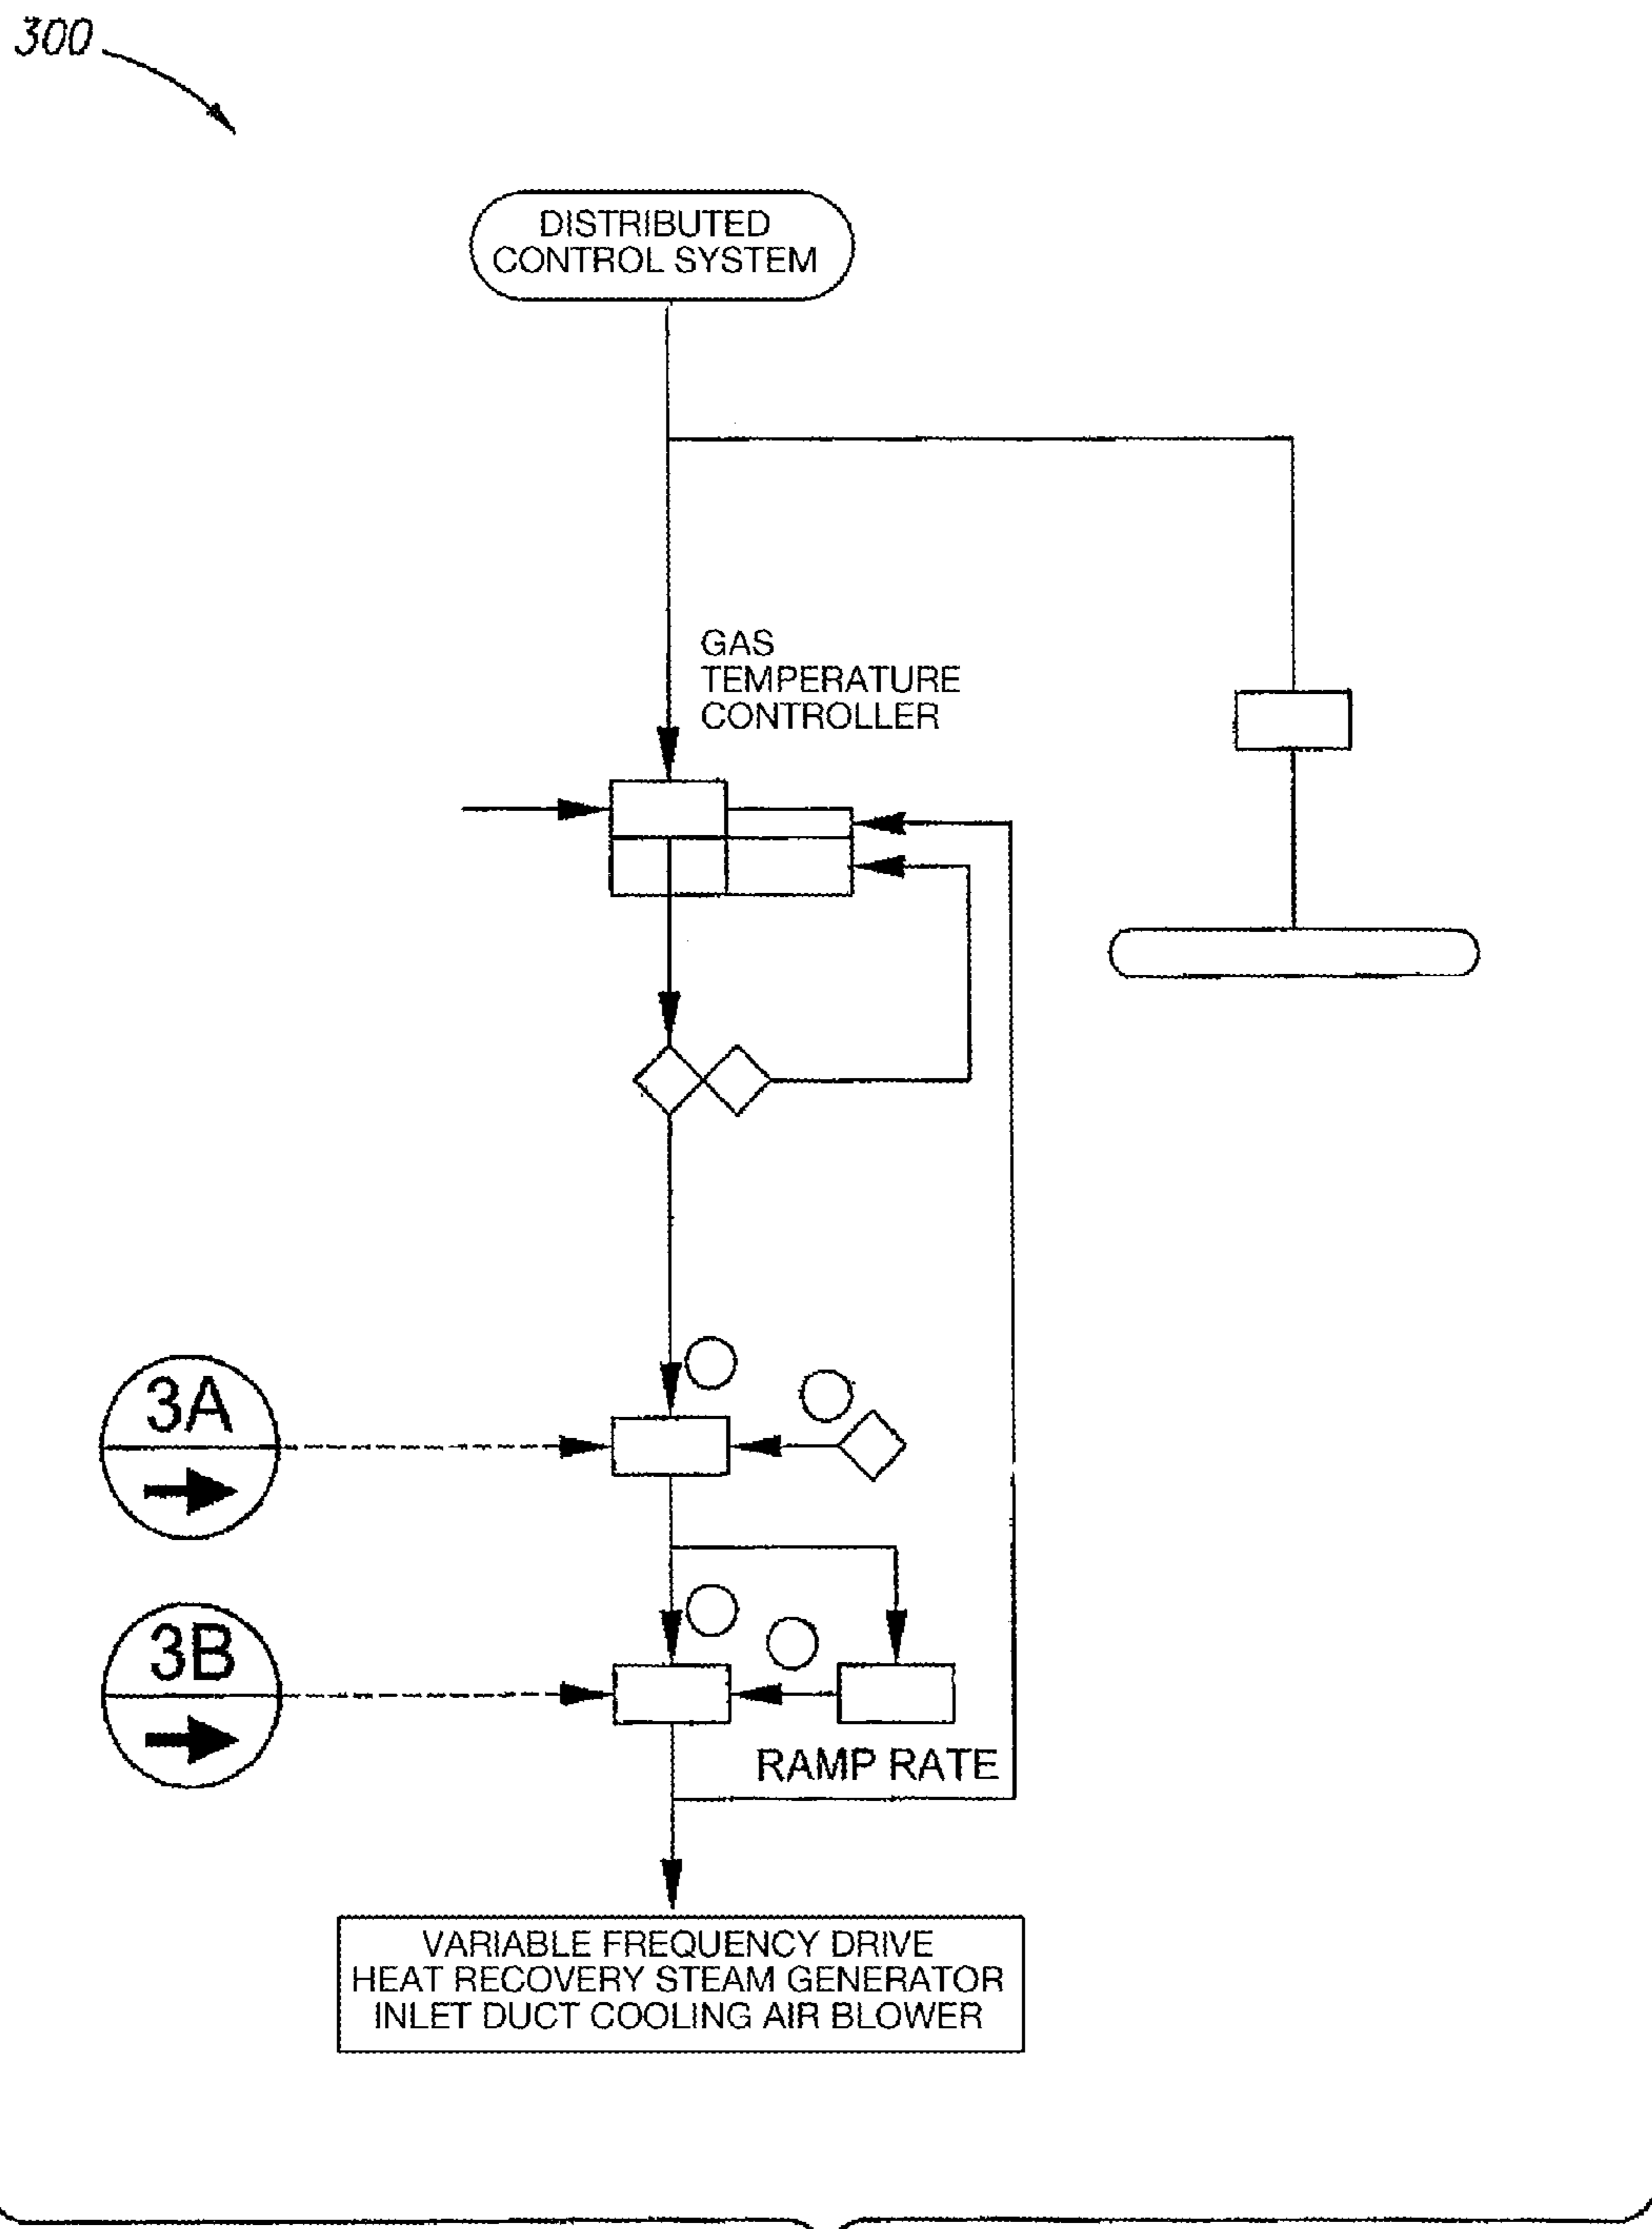 300
DISTRIBUTED
CONTROL SYSTEM
GAS
TEMPERATURE
CONTROLLER
3A
3B
RAMP RATE
VARIABLE FREQUENCY DRIVE
HEAT RECOVERY STEAM GENERATOR
INLET DUCT COOLING AIR BLOWER